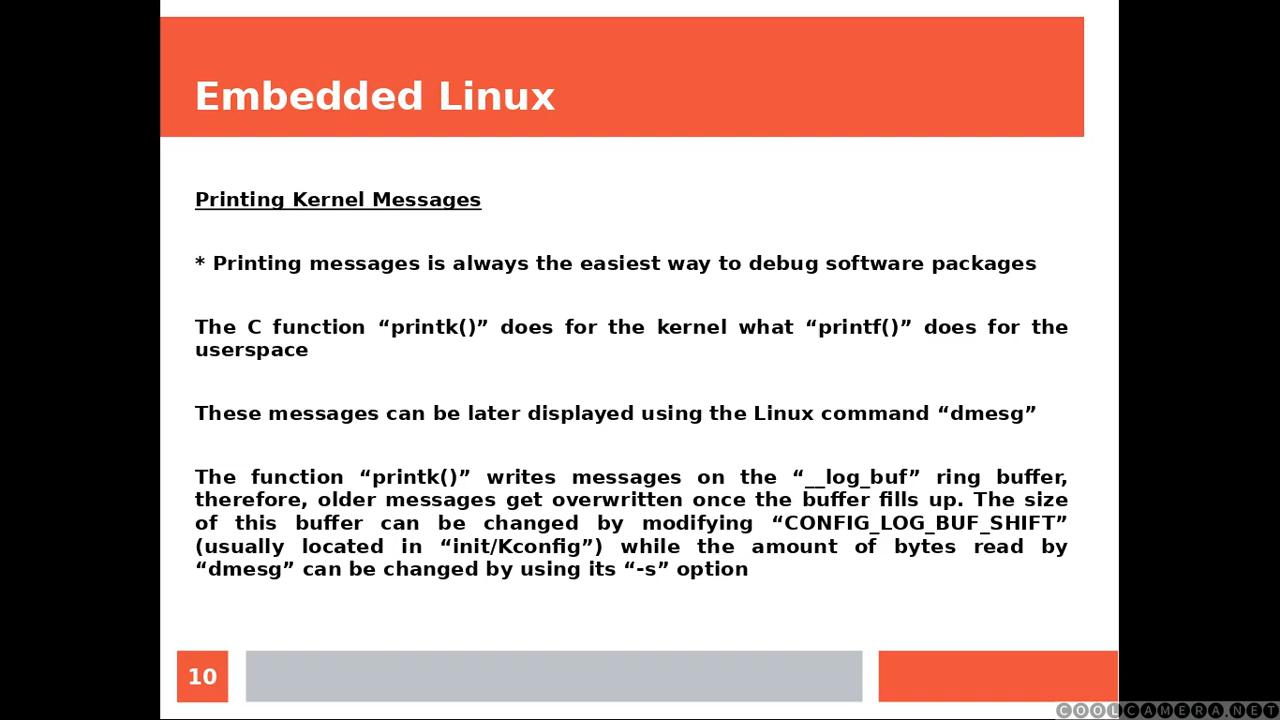 Embedded Linux
Printing Kernel Messages
* Printing messages is always the easiest way to debug software packages
The C function “printk()” does for the kernel what “printf()” does for the
userspace
These messages can be later displayed using the Linux command “dmesg”
The function “printk()” writes messages on the “__log_buf” ring buffer,
therefore, older messages get overwritten once the buffer fills up. The size
of this buffer can be changed by modifying “CONFIG_LOG_BUF_SHIFT”
(usually located in “init/Kconfig”) while the amount of bytes read by
“dmesg” can be changed by using its “-s” option
10
COOLCAMERA.NET